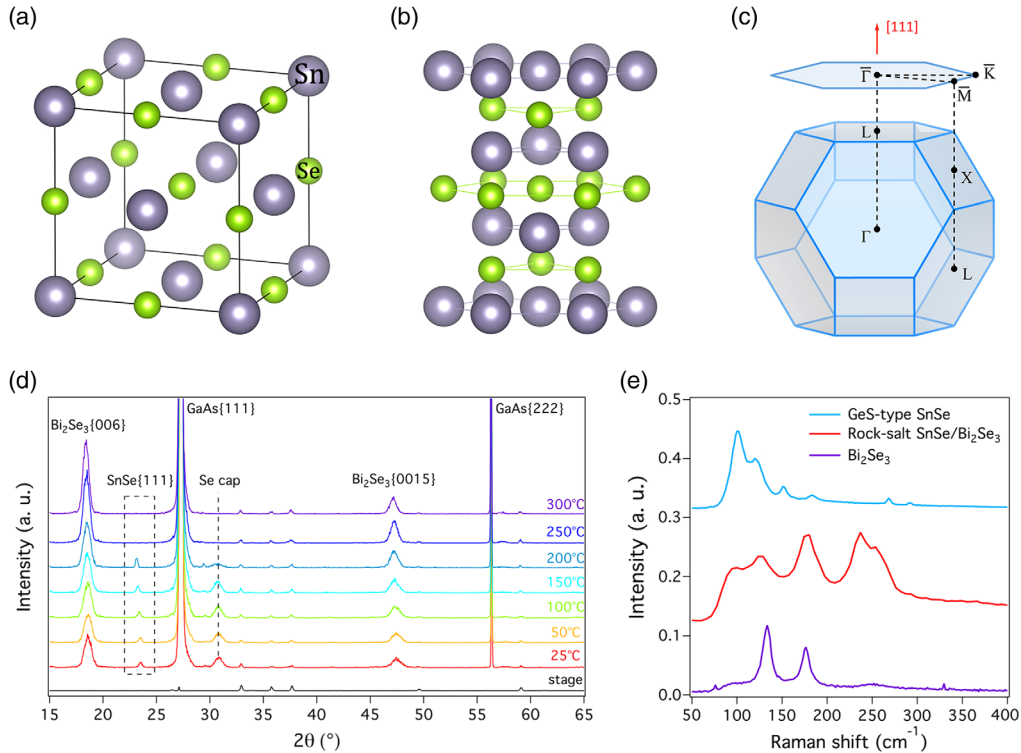 (a)
Sn
Se
(b)
(c)
[111]
Γ̅
K̅
M̅
L
X
Γ
L
(d)
Intensity (a. u.)
Bi₂Se₃{006}
SnSe{111}
GaAs{111}
Se cap
Bi₂Se₃{0015}
GaAs{222}
300°C
250°C
200°C
150°C
100°C
50°C
25°C
stage
15 20 25 30 35 40 45 50 55 60 65
2θ (°)
(e)
Intensity (a. u.)
0.5
0.4
0.3
0.2
0.1
0.0
GeS-type SnSe
Rock-salt SnSe/Bi₂Se₃
Bi₂Se₃
50 100 150 200 250 300 350 400
Raman shift (cm⁻¹)